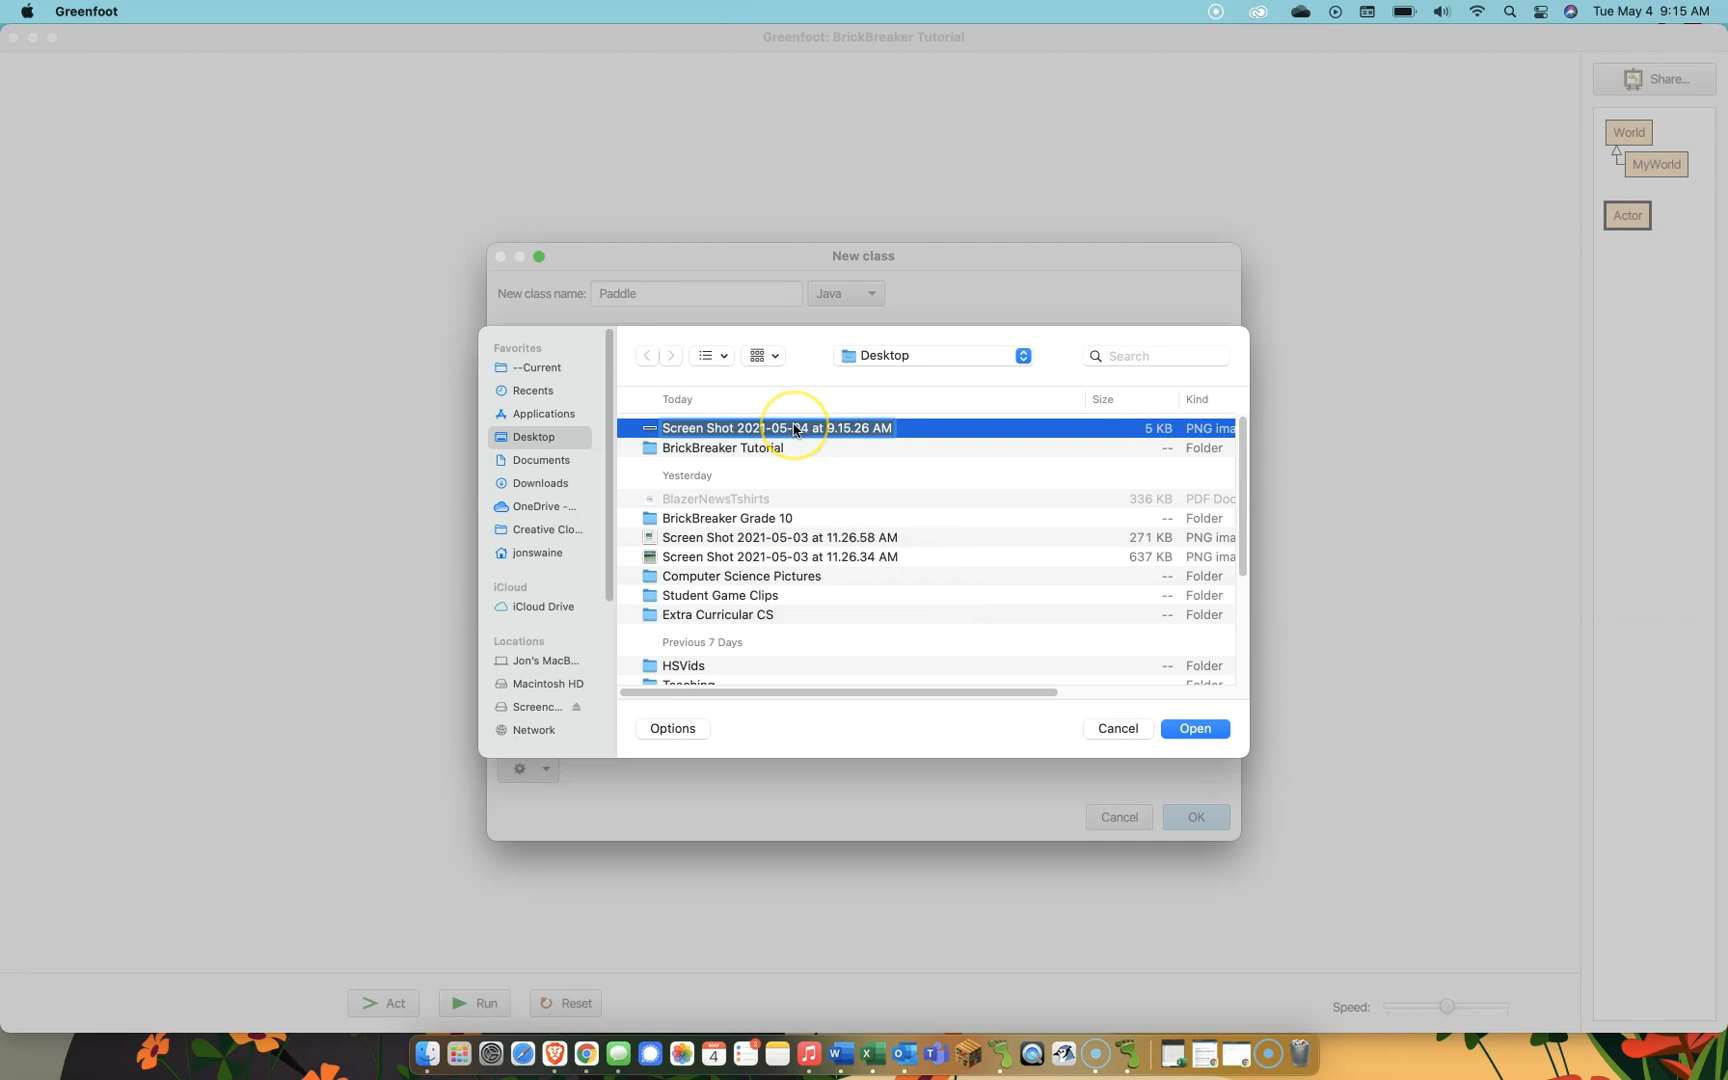 Greenfoot
Tue May 4 9:15 AM
Greenfoot: BrickBreaker Tutorial
Share...
World
MyWorld
Actor
New class
New class name: Paddle Java
Favorites
--Current
Recents
Applications
Desktop
Documents
Downloads
OneDrive -...
Creative Clo...
jonswaine
iCloud
iCloud Drive
Locations
Jon's MacB...
Macintosh HD
Screenc...
Network
Desktop
Search
Today Size Kind
Screen Shot 2021-05-04 at 9.15.26 AM 5 KB PNG ima
BrickBreaker Tutorial -- Folder
Yesterday
BlazerNewsTshirts 336 KB PDF Doc
BrickBreaker Grade 10 -- Folder
Screen Shot 2021-05-03 at 11.26.58 AM 271 KB PNG ima
Screen Shot 2021-05-03 at 11.26.34 AM 637 KB PNG ima
Computer Science Pictures -- Folder
Student Game Clips -- Folder
Extra Curricular CS -- Folder
Previous 7 Days
HSVids -- Folder
Teaching Folder
Options Cancel Open
Cancel OK
Act Run Reset Speed:
MAY
4
2